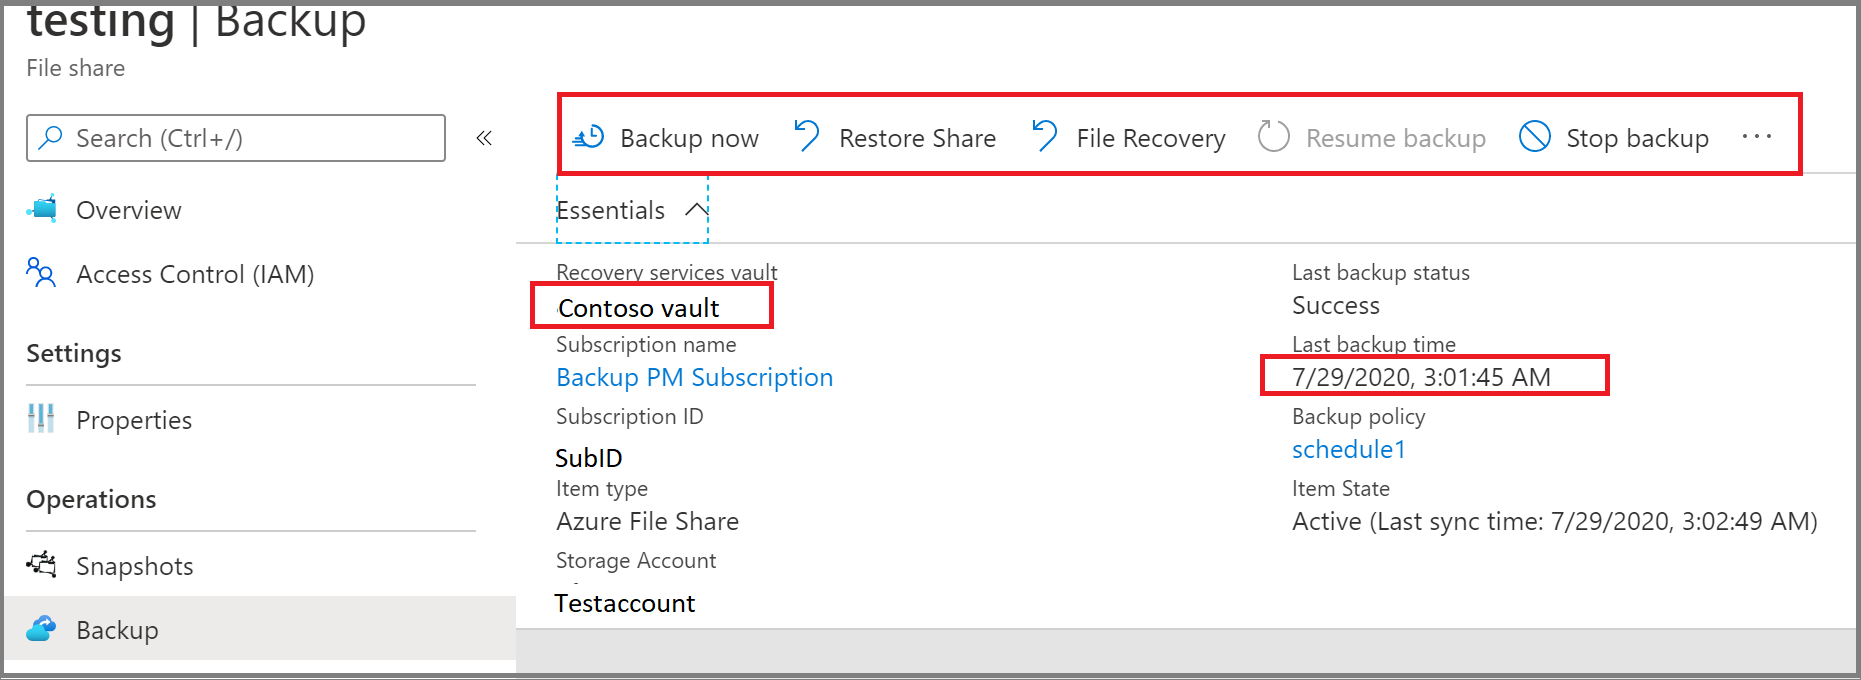 testing | Backup
File share
Search (Ctrl+/)
«
Overview
Access Control (IAM)
Settings
Properties
Operations
Snapshots
Backup
Backup now Restore Share File Recovery Resume backup Stop backup ...
Essentials
Recovery services vault
Contoso vault
Subscription name
Backup PM Subscription
Subscription ID
SubID
Item type
Azure File Share
Storage Account
Testaccount
Last backup status
Success
Last backup time
7/29/2020, 3:01:45 AM
Backup policy
schedule1
Item State
Active (Last sync time: 7/29/2020, 3:02:49 AM)